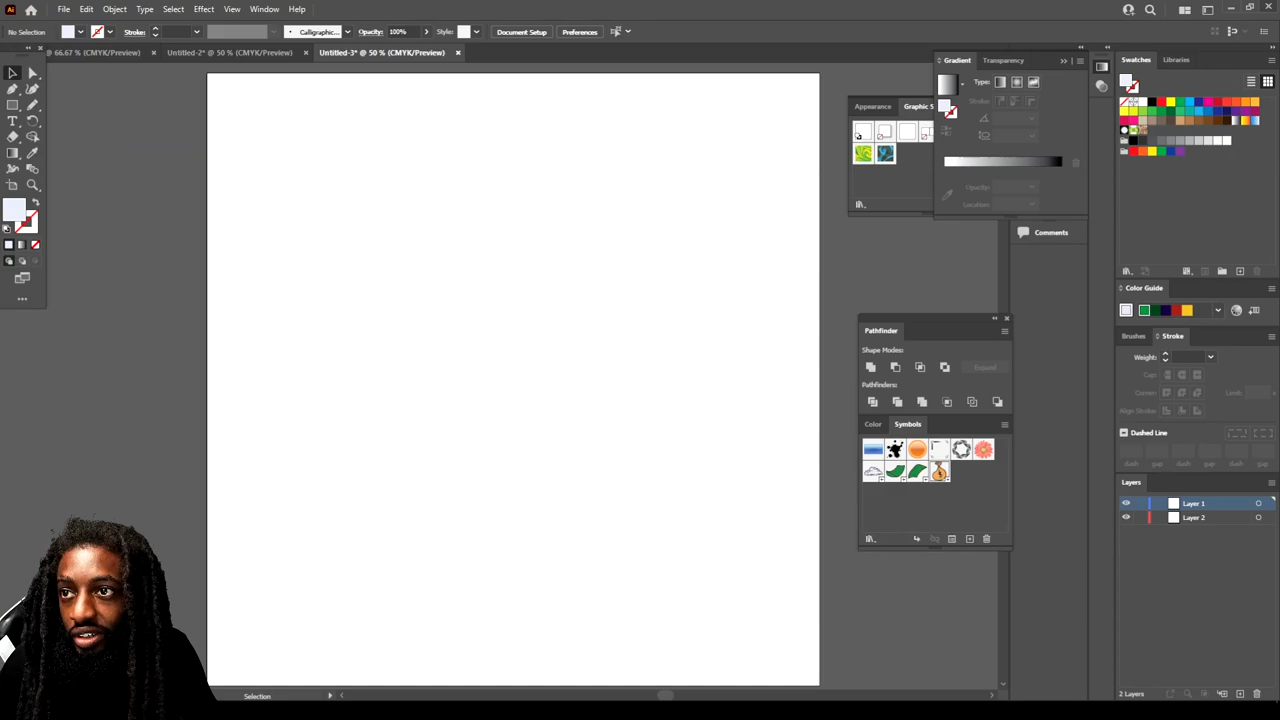 Ai File Edit Object Type Select Effect View Window Help
No Selection Stroke: Calligraphic... Opacity: 100% Style: Document Setup Preferences
@ 66.67 % (CMYK/Preview) Untitled-2* @ 50 % (CMYK/Preview) Untitled-3* @ 50 % (CMYK/Preview)
Gradient Transparency
Type:
Stroke:
Opacity:
Location:
Appearance Graphic S
Comments
Pathfinder
Shape Modes:
Expand
Pathfinders:
Color Symbols
Swatches Libraries
Color Guide
Brushes Stroke
Weight:
Cap:
Corner: Limit:
Align Stroke:
Dashed Line
dash gap dash gap dash gap
Layers
Layer 1
Layer 2
2 Layers
Selection